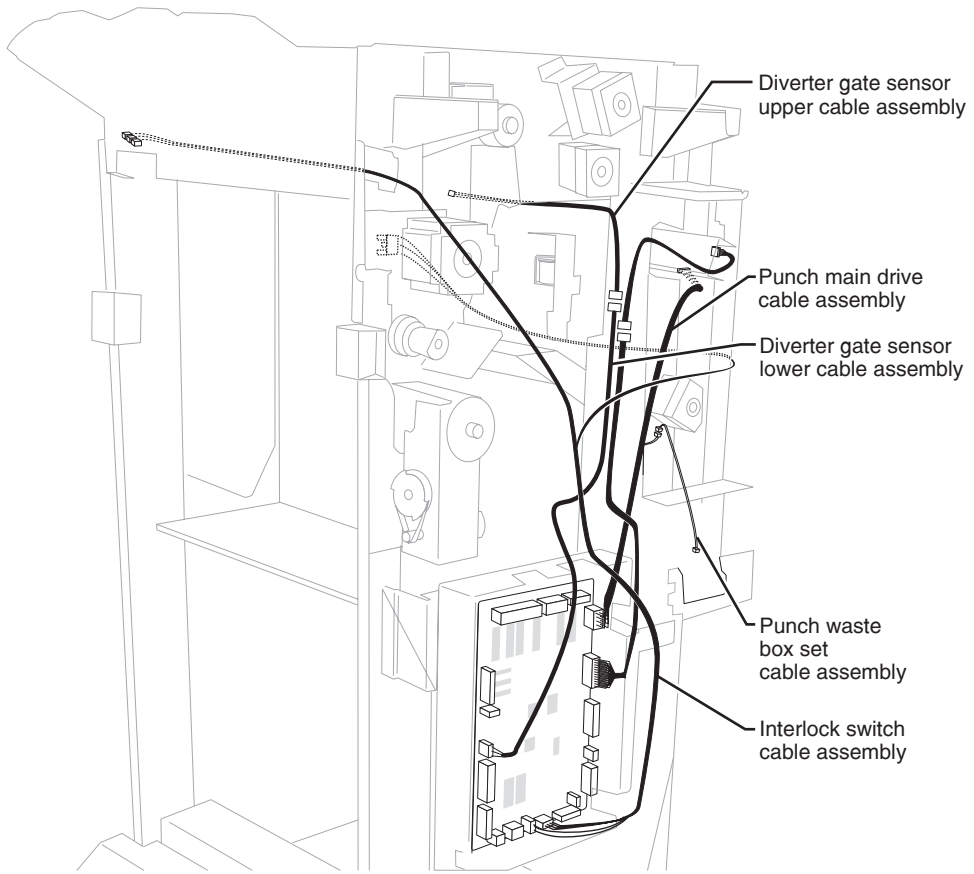 Diverter gate sensor
upper cable assembly
Punch main drive
cable assembly
Diverter gate sensor
lower cable assembly
Punch waste
box set
cable assembly
Interlock switch
cable assembly